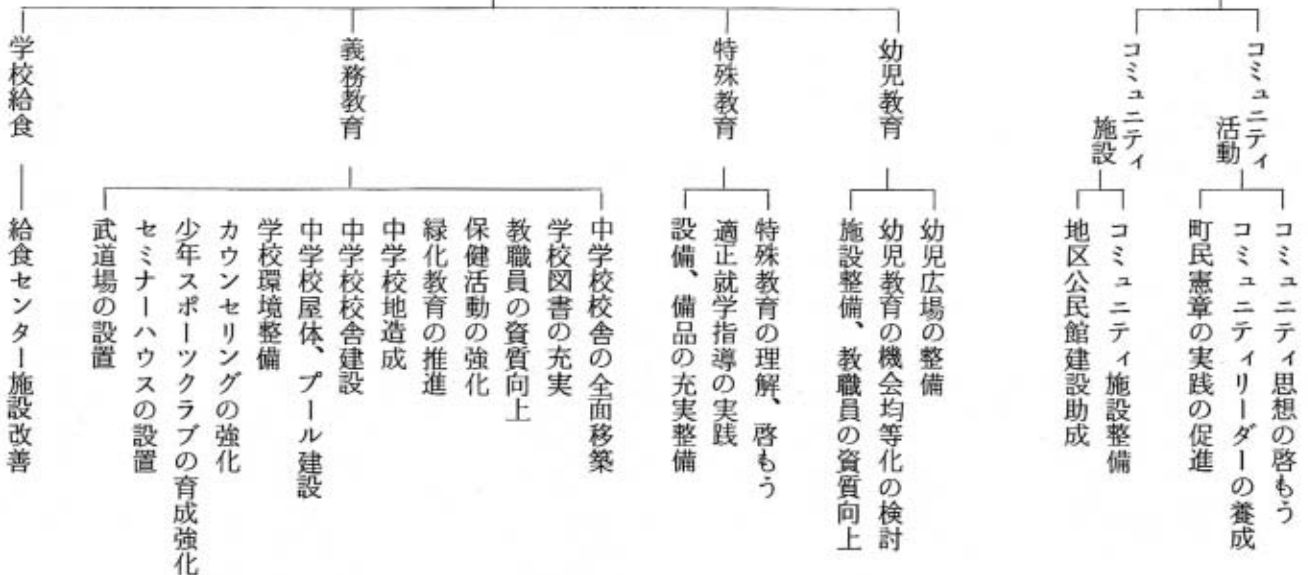 コミュニティ活動
コミュニティ思想の啓もう
コミュニティリーダーの養成
町民憲章の実践の促進
コミュニティ施設
コミュニティ施設整備
地区公民館建設助成
幼児教育
幼児広場の整備
幼児教育の機会均等化の検討
施設整備、教職員の資質向上
特殊教育
特殊教育の理解、啓もう
適正就学指導の実践
設備、備品の充実整備
義務教育
中学校校舎の全面移築
学校図書の充実
教職員の資質向上
保健活動の強化
緑化教育の推進
中学校地造成
中学校校舎建設
中学校屋体、プール建設
学校環境整備
カウンセリングの強化
少年スポーツクラブの育成強化
セミナーハウスの設置
武道場の設置
学校給食
給食センター施設改善